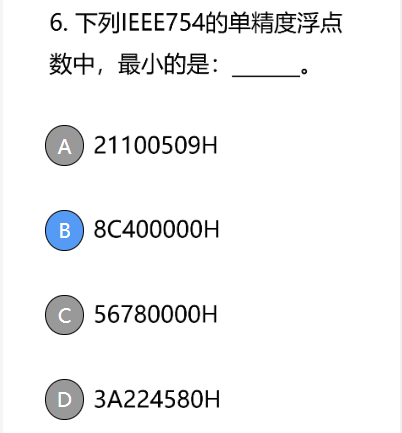 6. 下列IEEE754的单精度浮点
数中，最小的是：______。
A 21100509H
B 8C400000H
C 56780000H
D 3A224580H